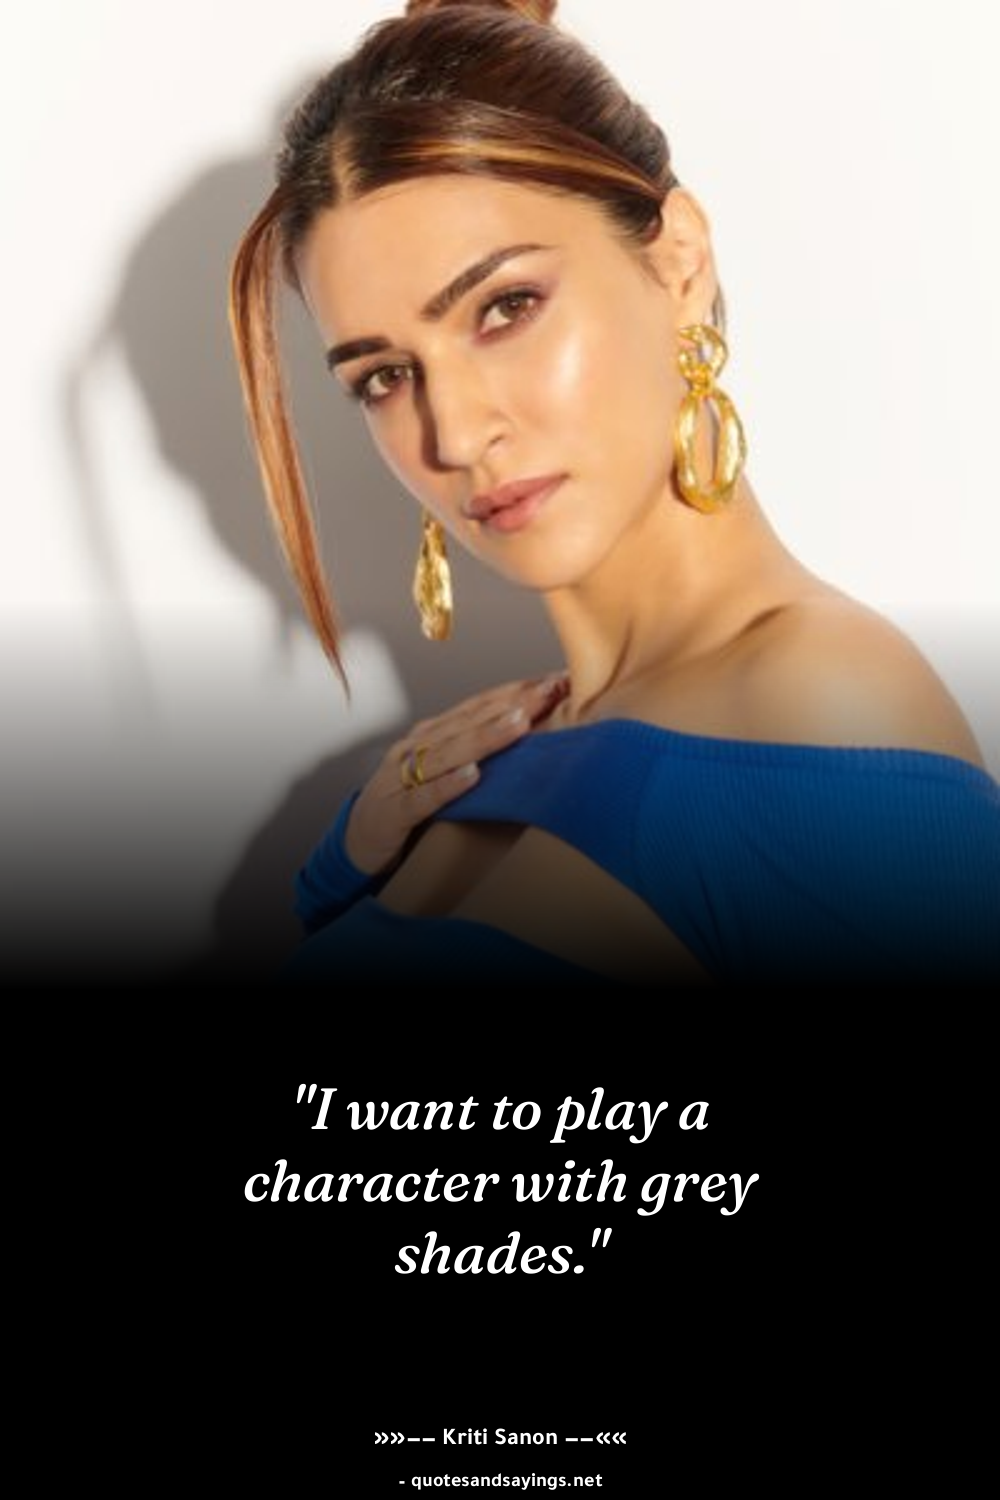 "I want to play a
character with grey
shades."
»»—— Kriti Sanon ——««
- quotesandsayings.net